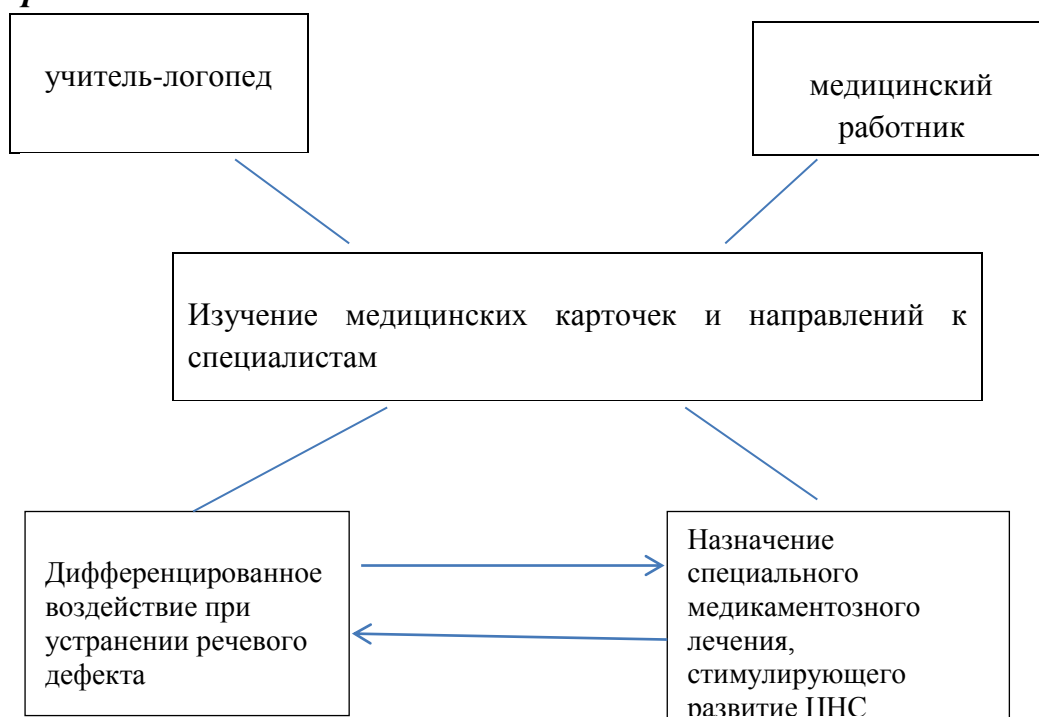 учитель-логопед
медицинский
работник
Изучение медицинских карточек и направлений к
специалистам
Дифференцированное
воздействие при
устранении речевого
дефекта
Назначение
специального
медикаментозного
лечения,
стимулирующего
развитие ЦНС